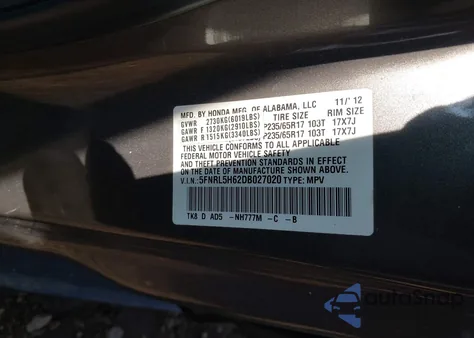 MFD. BY HONDA MFG. OF ALABAMA, LLC 11/'12
GVWR 2730KG(6019LBS) TIRE SIZE RIM SIZE
GAWR F 1320KG(2910LBS) P235/65R17 103T 17X7J
GAWR R 1515KG(3340LBS) P235/65R17 103T 17X7J
THIS VEHICLE CONFORMS TO ALL APPLICABLE
FEDERAL MOTOR VEHICLE SAFETY
AND THEFT PREVENTION STANDARDS IN EFFECT
ON THE DATE OF MANUFACTURE SHOWN ABOVE.
V.I.N.:5FNRL5H62DB027020 TYPE: MPV
TK8 D AD5 -NH777M -C -B
autoSnap